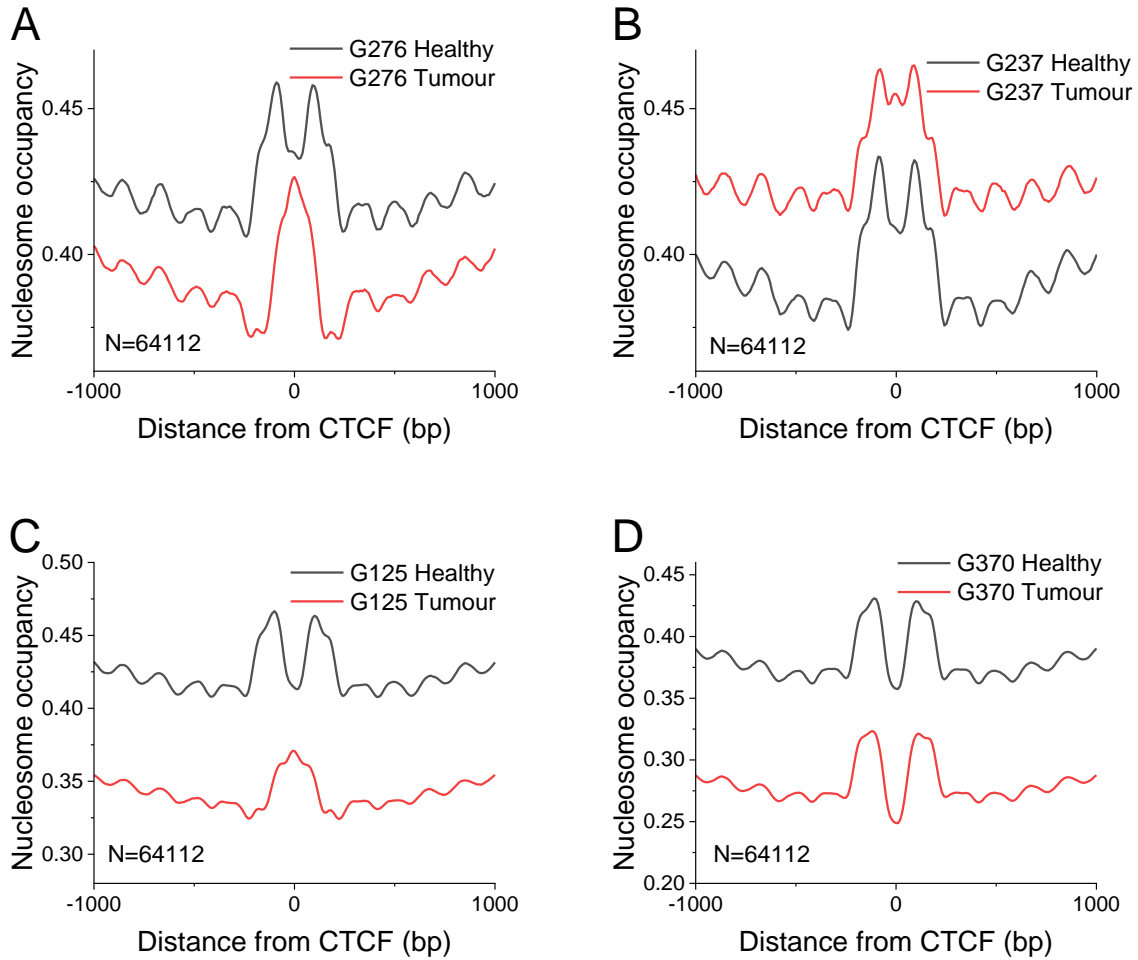 A
Nucleosome occupancy
0.45
0.40
G276 Healthy
G276 Tumour
N=64112
-1000
0
1000
Distance from CTCF (bp)
B
Nucleosome occupancy
0.45
0.40
G237 Healthy
G237 Tumour
N=64112
-1000
0
1000
Distance from CTCF (bp)
C
Nucleosome occupancy
0.50
0.45
0.40
0.35
0.30
G125 Healthy
G125 Tumour
N=64112
-1000
0
1000
Distance from CTCF (bp)
D
Nucleosome occupancy
0.45
0.40
0.35
0.30
0.25
0.20
G370 Healthy
G370 Tumour
N=64112
-1000
0
1000
Distance from CTCF (bp)